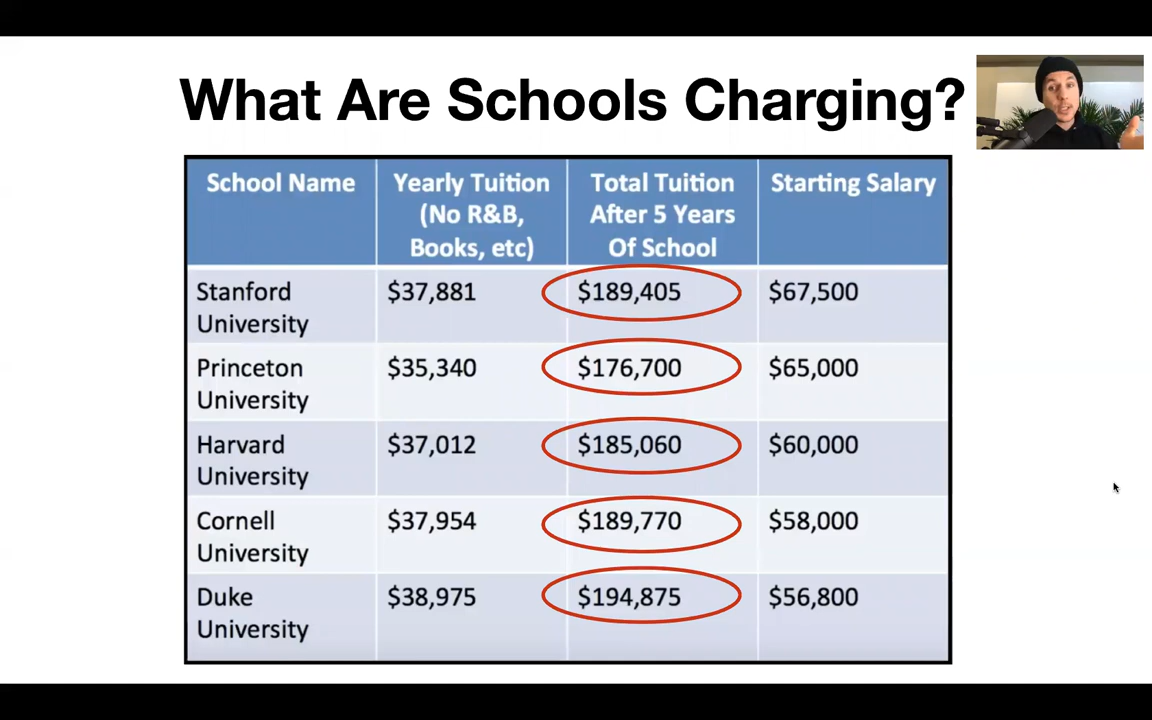 What Are Schools Charging?
School Name
Yearly Tuition
(No R&B,
Books, etc)
Total Tuition
After 5 Years
Of School
Starting Salary
Stanford
University
$37,881
$189,405
$67,500
Princeton
University
$35,340
$176,700
$65,000
Harvard
University
$37,012
$185,060
$60,000
Cornell
University
$37,954
$189,770
$58,000
Duke
University
$38,975
$194,875
$56,800